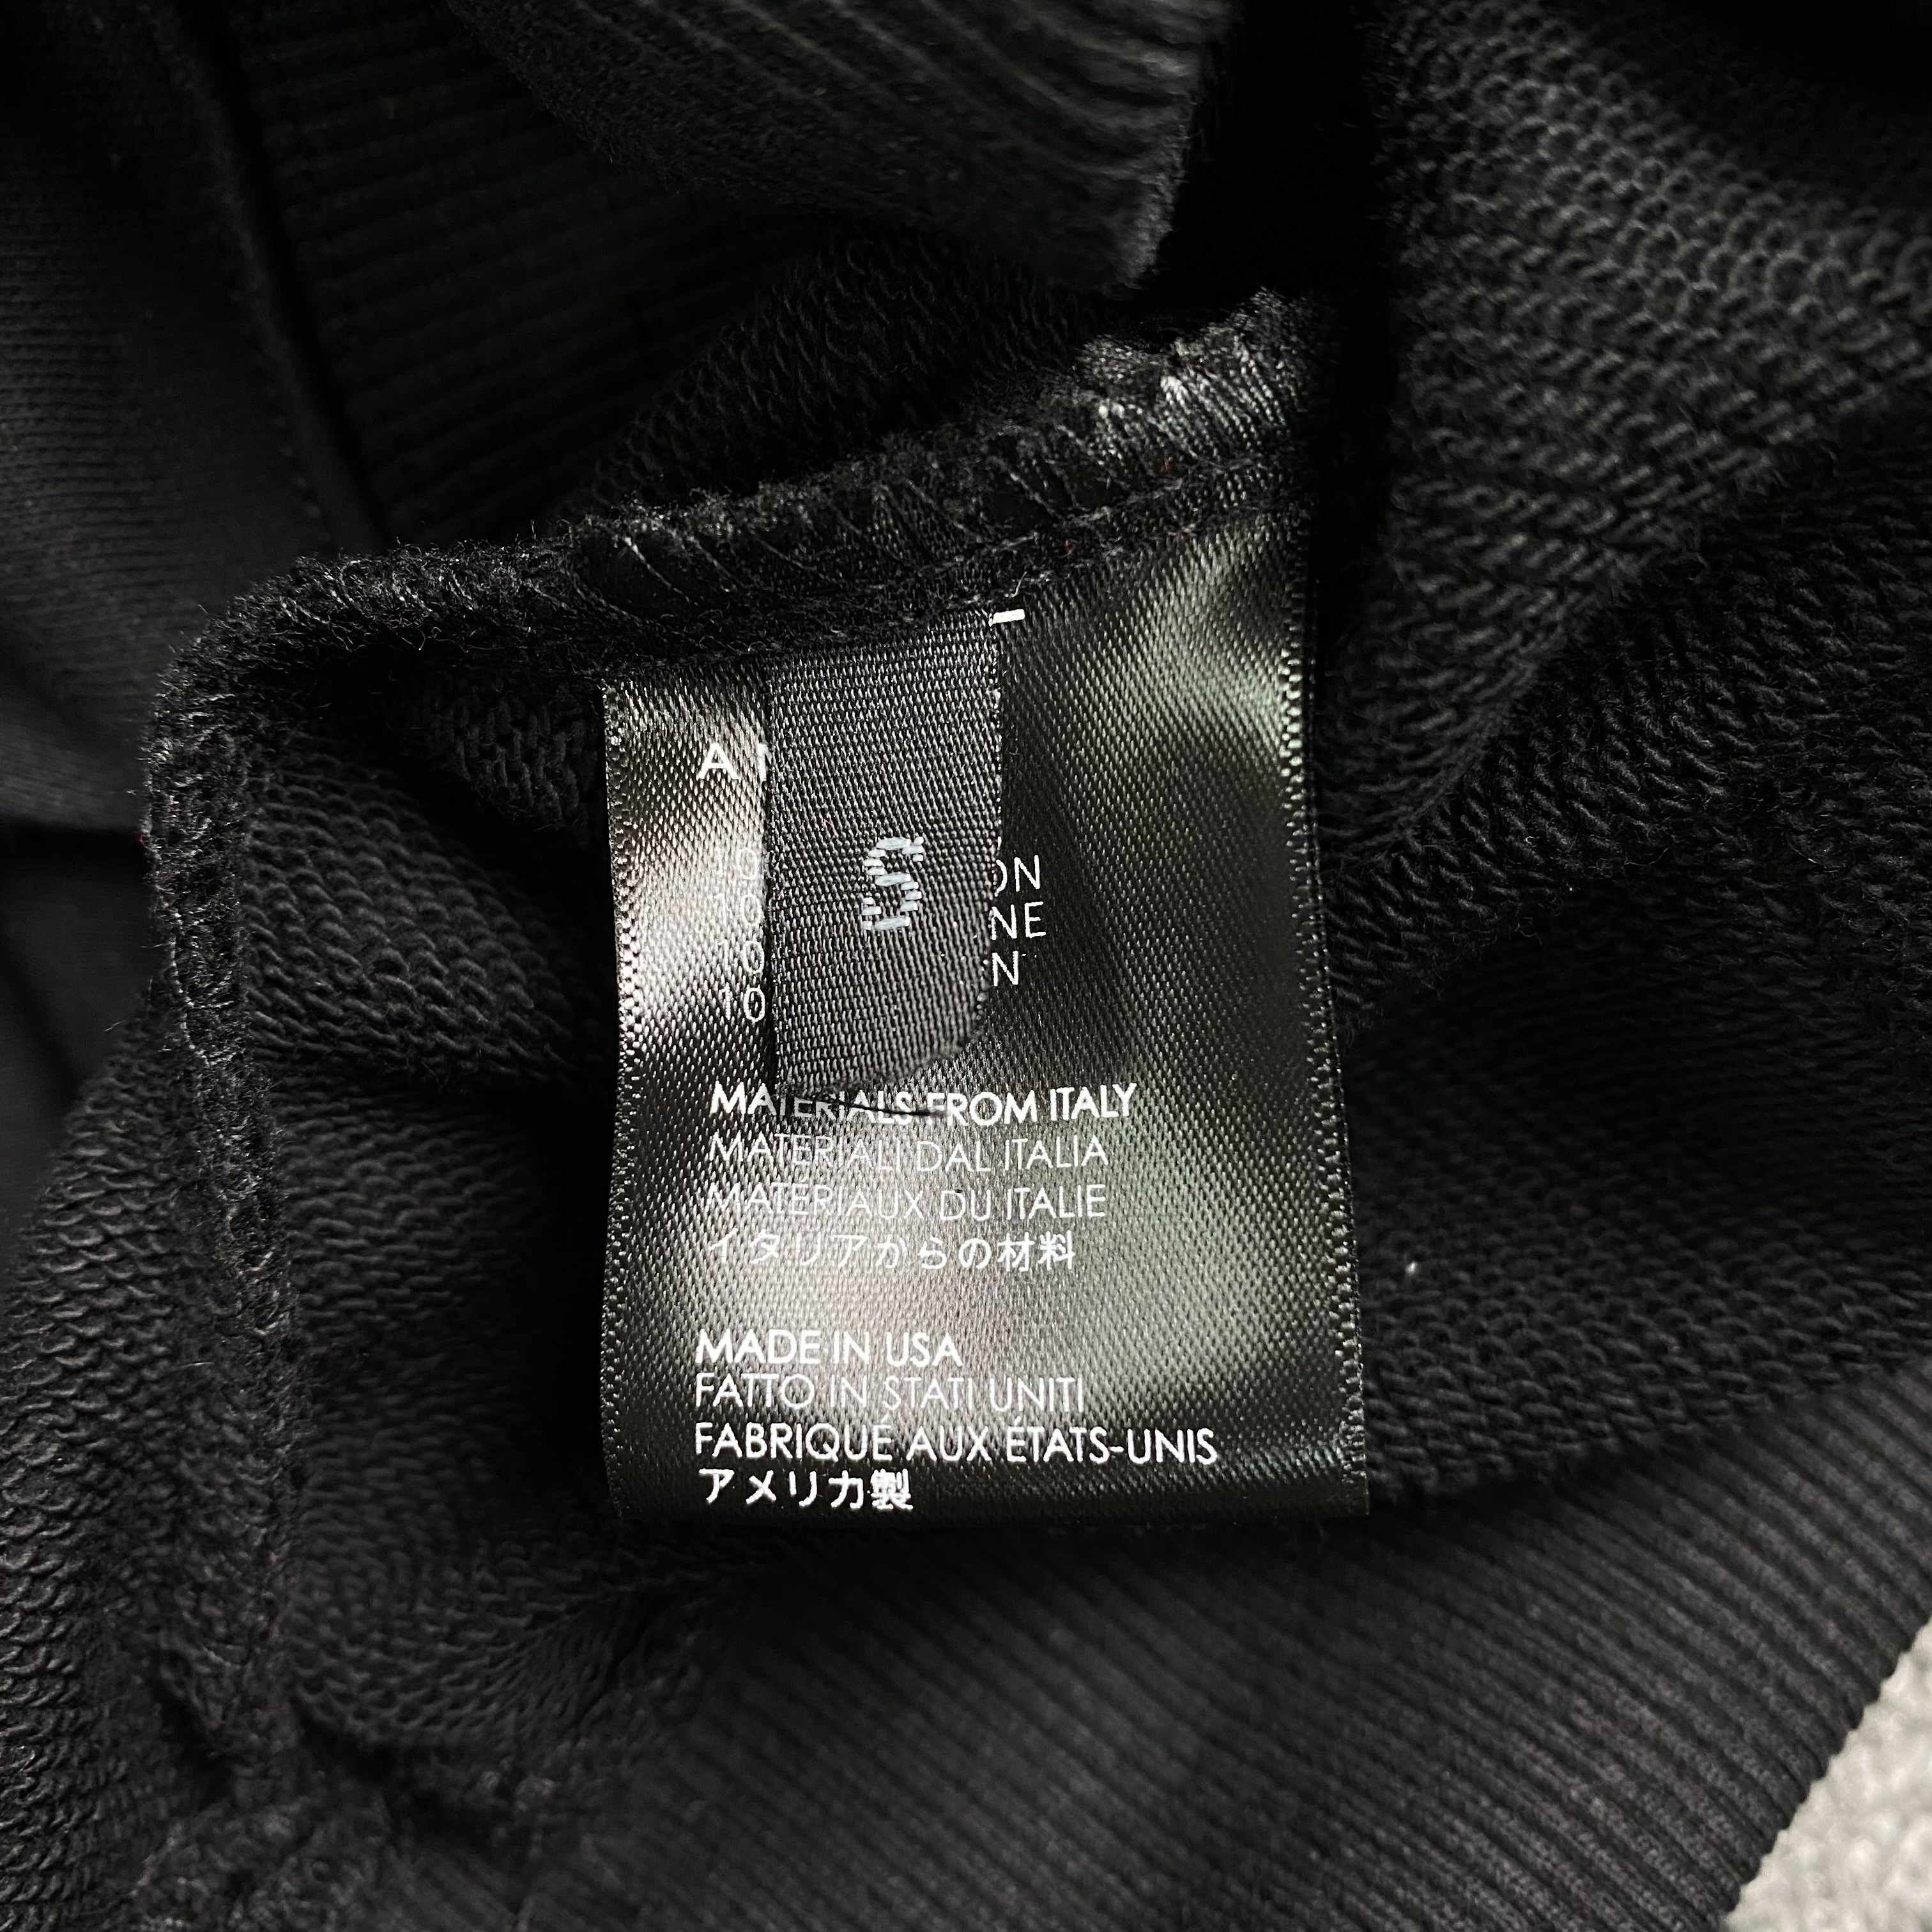 A
S
MATERIALS FROM ITALY
MATERIALI DAL ITALIA
MATERIAUX DU ITALIE
イタリアからの材料
MADE IN USA
FATTO IN STATI UNITI
FABRIQUÉ AUX ÉTATS-UNIS
アメリカ製